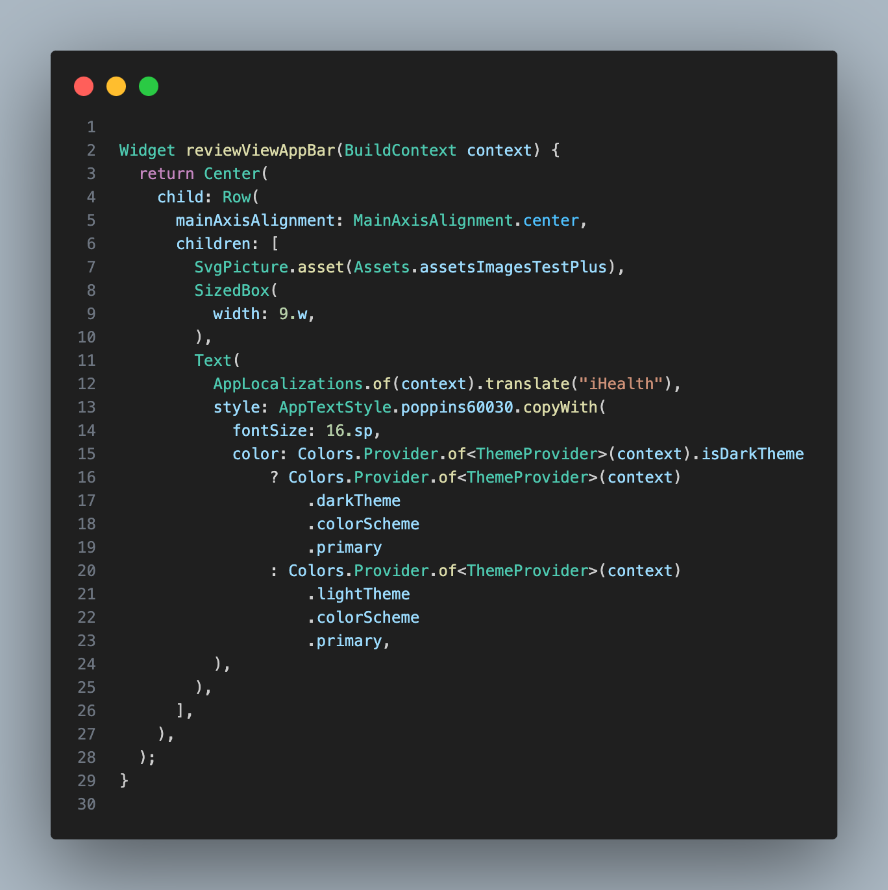 1
2 Widget reviewViewAppBar(BuildContext context) {
3   return Center(
4     child: Row(
5       mainAxisAlignment: MainAxisAlignment.center,
6       children: [
7         SvgPicture.asset(Assets.assetsImagesTestPlus),
8         SizedBox(
9           width: 9.w,
10         ),
11         Text(
12           AppLocalizations.of(context).translate("iHealth"),
13           style: AppTextStyle.poppins60030.copyWith(
14             fontSize: 16.sp,
15             color: Colors.Provider.of<ThemeProvider>(context).isDarkTheme
16                 ? Colors.Provider.of<ThemeProvider>(context)
17                     .darkTheme
18                     .colorScheme
19                     .primary
20                 : Colors.Provider.of<ThemeProvider>(context)
21                     .lightTheme
22                     .colorScheme
23                     .primary,
24           ),
25         ),
26       ],
27     ),
28   );
29 }
30